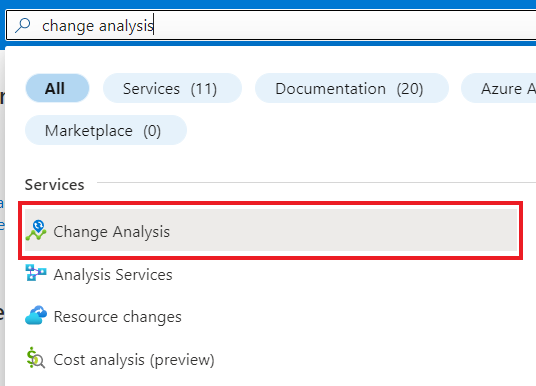 change analysis
All Services (11) Documentation (20) Azure A
Marketplace (0)
Services
Change Analysis
Analysis Services
Resource changes
Cost analysis (preview)